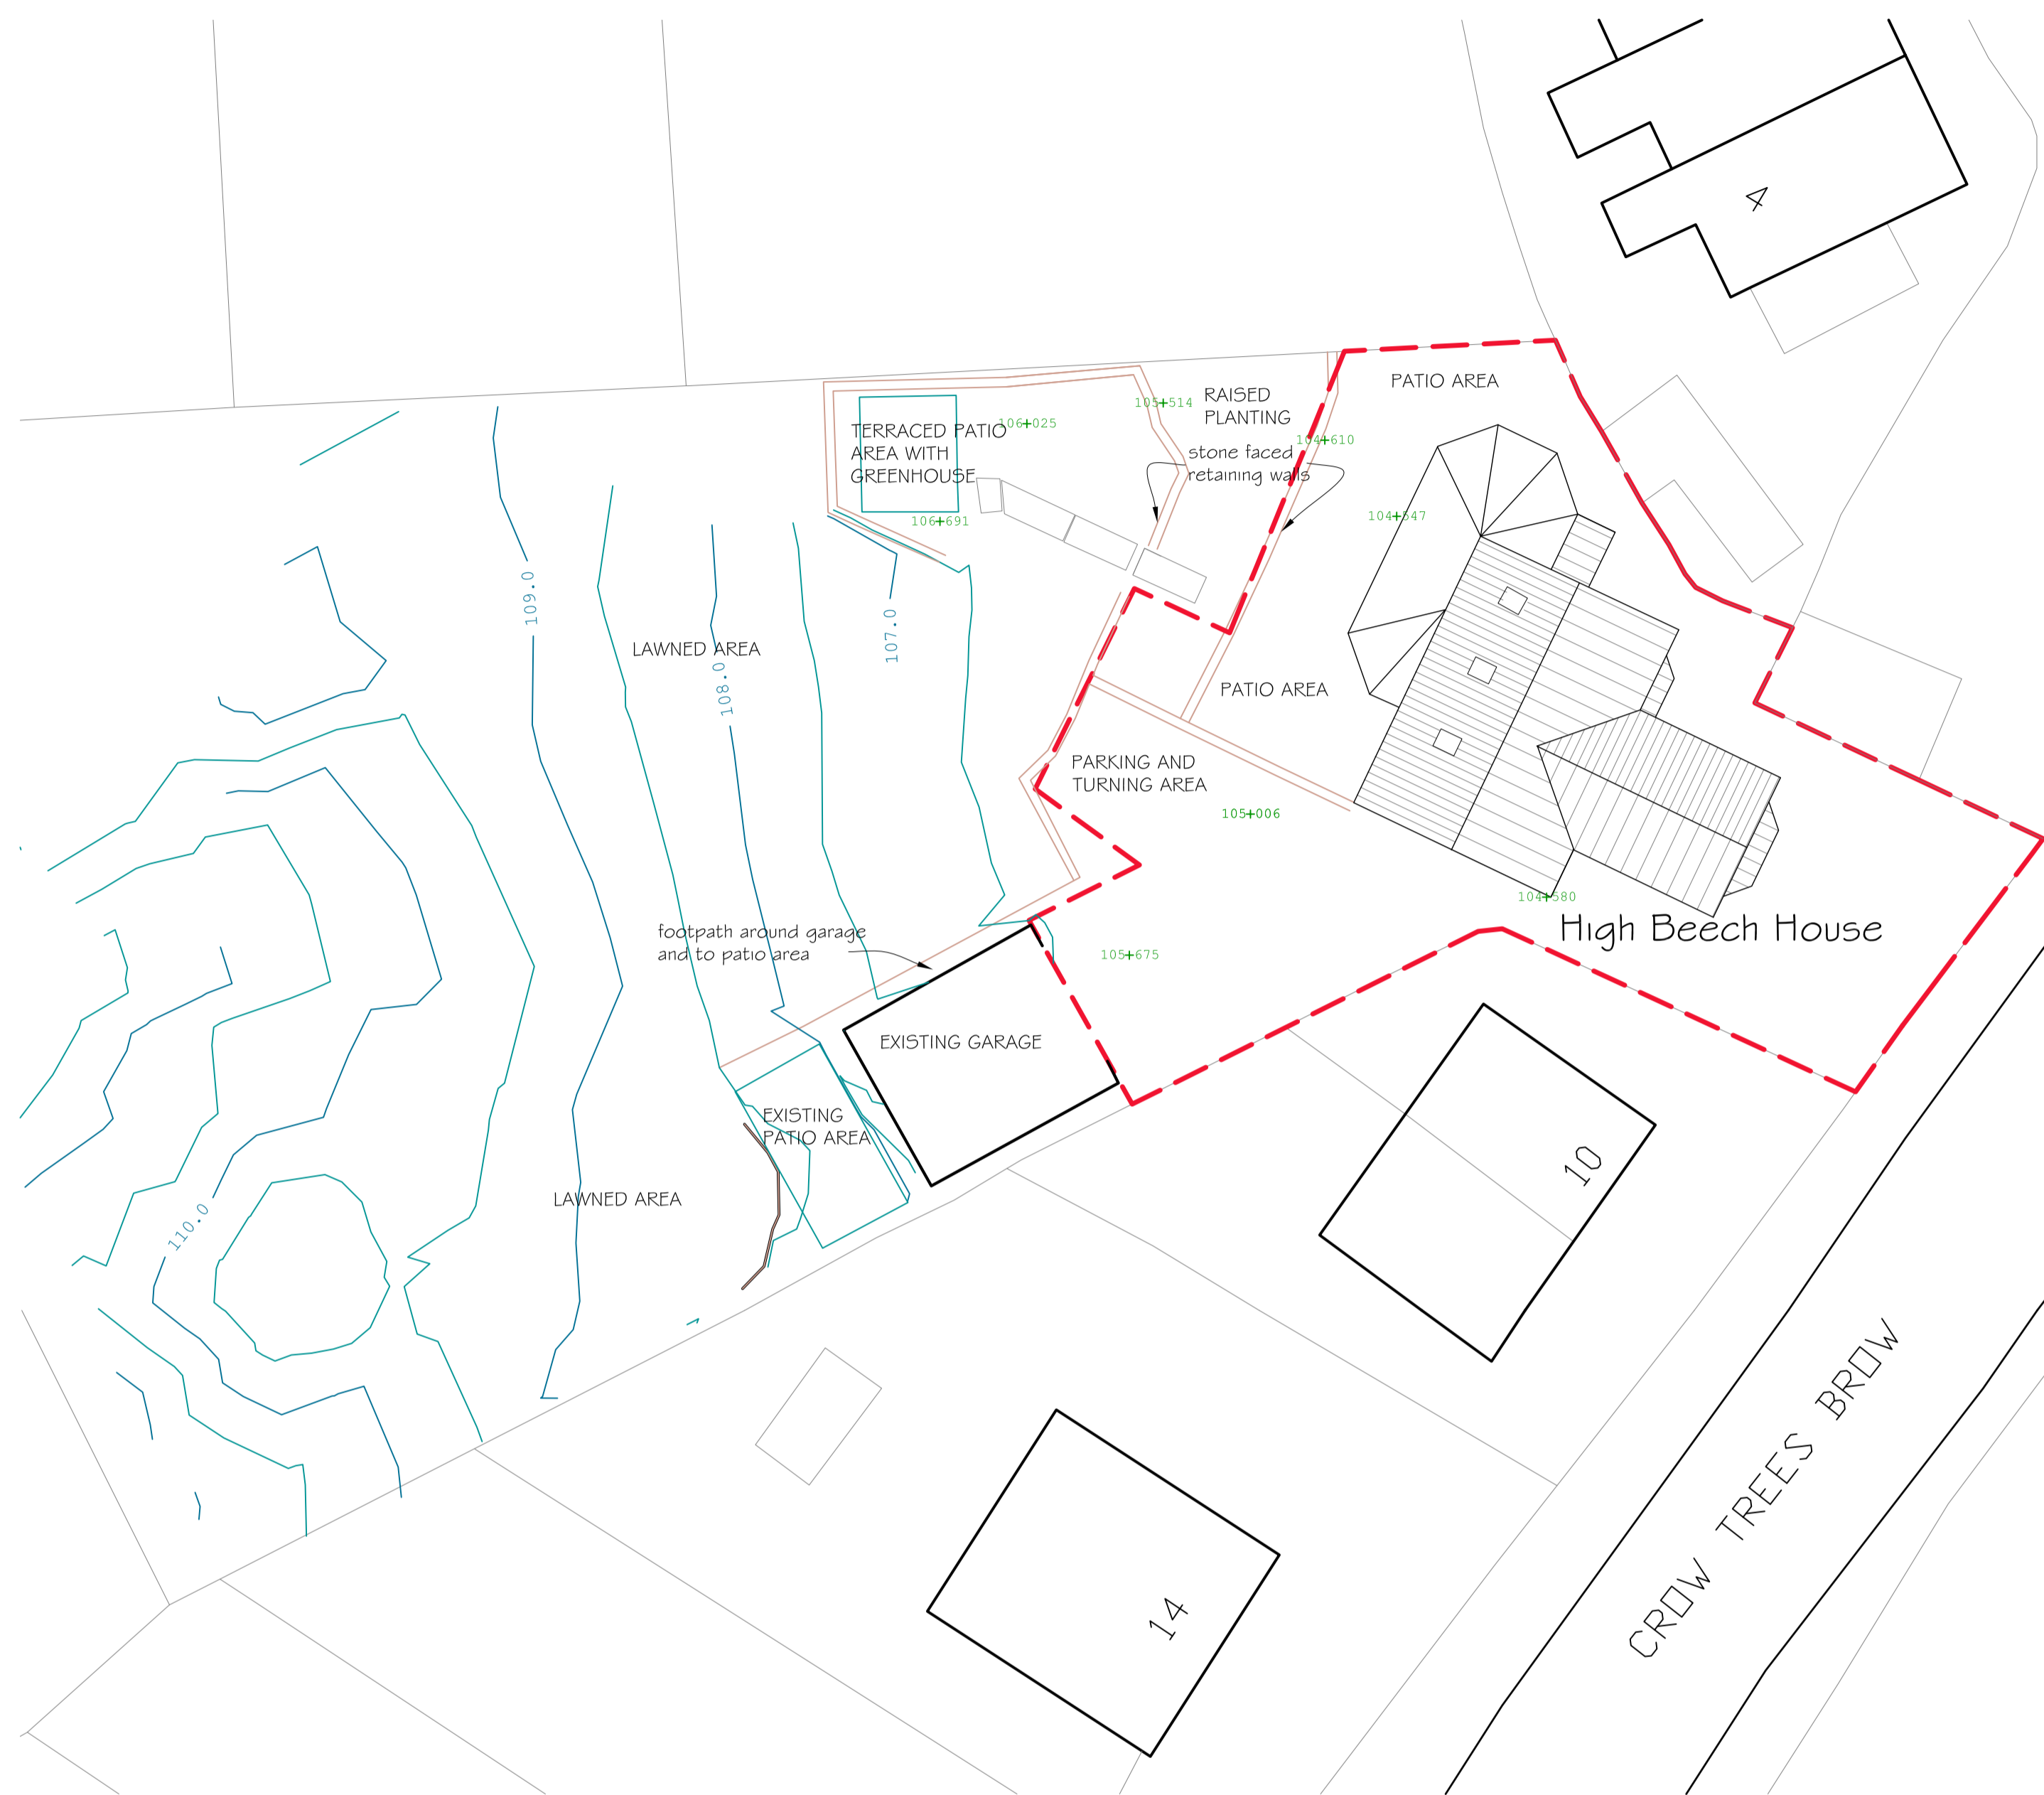 4
PATIO AREA
RAISED
PLANTING
105+514
106+025
TERRACED PATIO
AREA WITH
GREENHOUSE
104+610
stone faced
retaining walls
106+691
104+547
109.0
107.0
LAWNED AREA
108.0
PATIO AREA
PARKING AND
TURNING AREA
105+006
104+580
High Beech House
footpath around garage
and to patio area
105+675
EXISTING GARAGE
EXISTING
PATIO AREA
10
LAWNED AREA
110.0
CROW TREES BROW
14